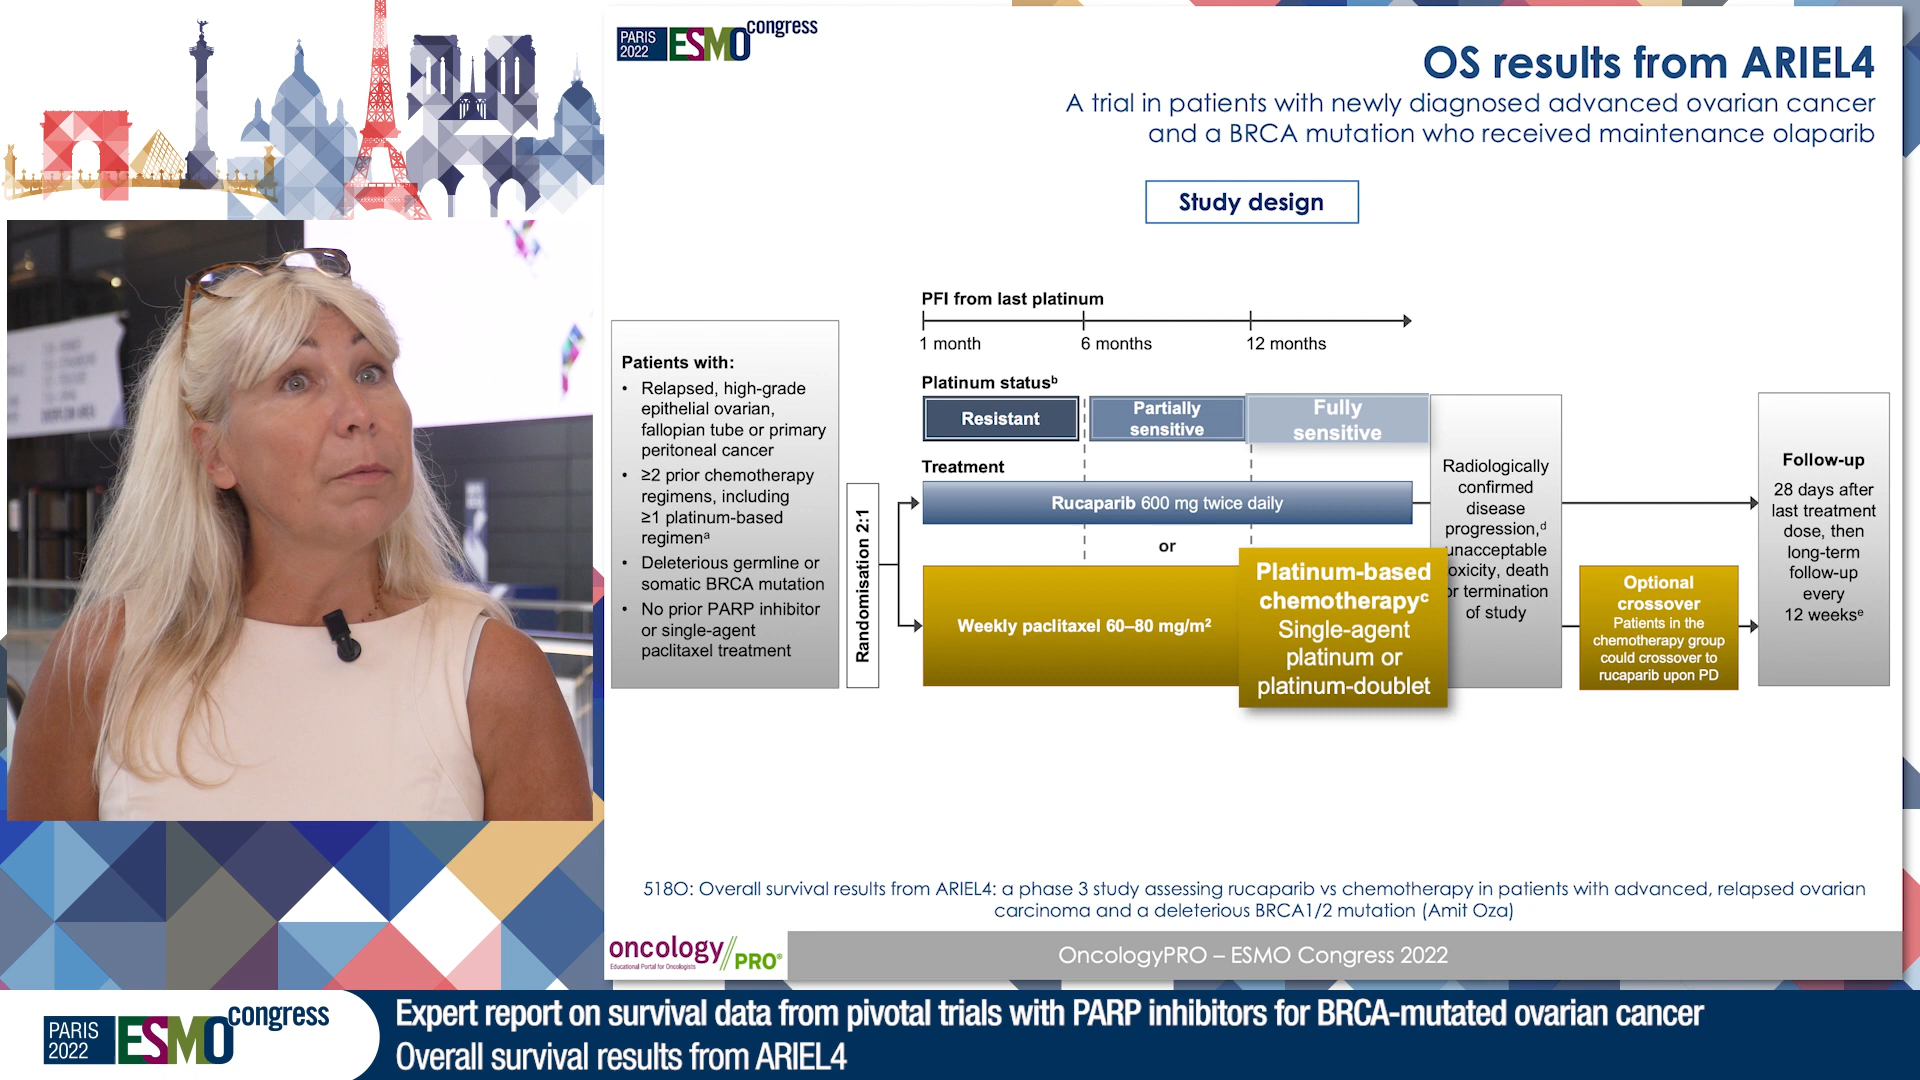 PARIS
2022
ESMO
congress
OS results from ARIEL4
A trial in patients with newly diagnosed advanced ovarian cancer
and a BRCA mutation who received maintenance olaparib
Study design
PFI from last platinum
1 month
6 months
12 months
Patients with:
• Relapsed, high-grade
epithelial ovarian,
fallopian tube or primary
peritoneal cancer
• ≥2 prior chemotherapy
regimens, including
≥1 platinum-based
regimenᵃ
• Deleterious germline or
somatic BRCA mutation
• No prior PARP inhibitor
or single-agent
paclitaxel treatment
Randomisation 2:1
Platinum statusᵇ
Resistant
Partially
sensitive
Fully
sensitive
Treatment
Rucaparib 600 mg twice daily
or
Weekly paclitaxel 60–80 mg/m²
Platinum-based
chemotherapyᶜ
Single-agent
platinum or
platinum-doublet
Radiologically
confirmed
disease
progression,ᵈ
unacceptable
oxicity, death
or termination
of study
Optional
crossover
Patients in the
chemotherapy group
could crossover to
rucaparib upon PD
Follow-up
28 days after
last treatment
dose, then
long-term
follow-up
every
12 weeksᵉ
518O: Overall survival results from ARIEL4: a phase 3 study assessing rucaparib vs chemotherapy in patients with advanced, relapsed ovarian
carcinoma and a deleterious BRCA1/2 mutation (Amit Oza)
oncology//PRO®
Educational Portal for Oncologists
OncologyPRO – ESMO Congress 2022
PARIS
2022
ESMO
congress
Expert report on survival data from pivotal trials with PARP inhibitors for BRCA-mutated ovarian cancer
Overall survival results from ARIEL4